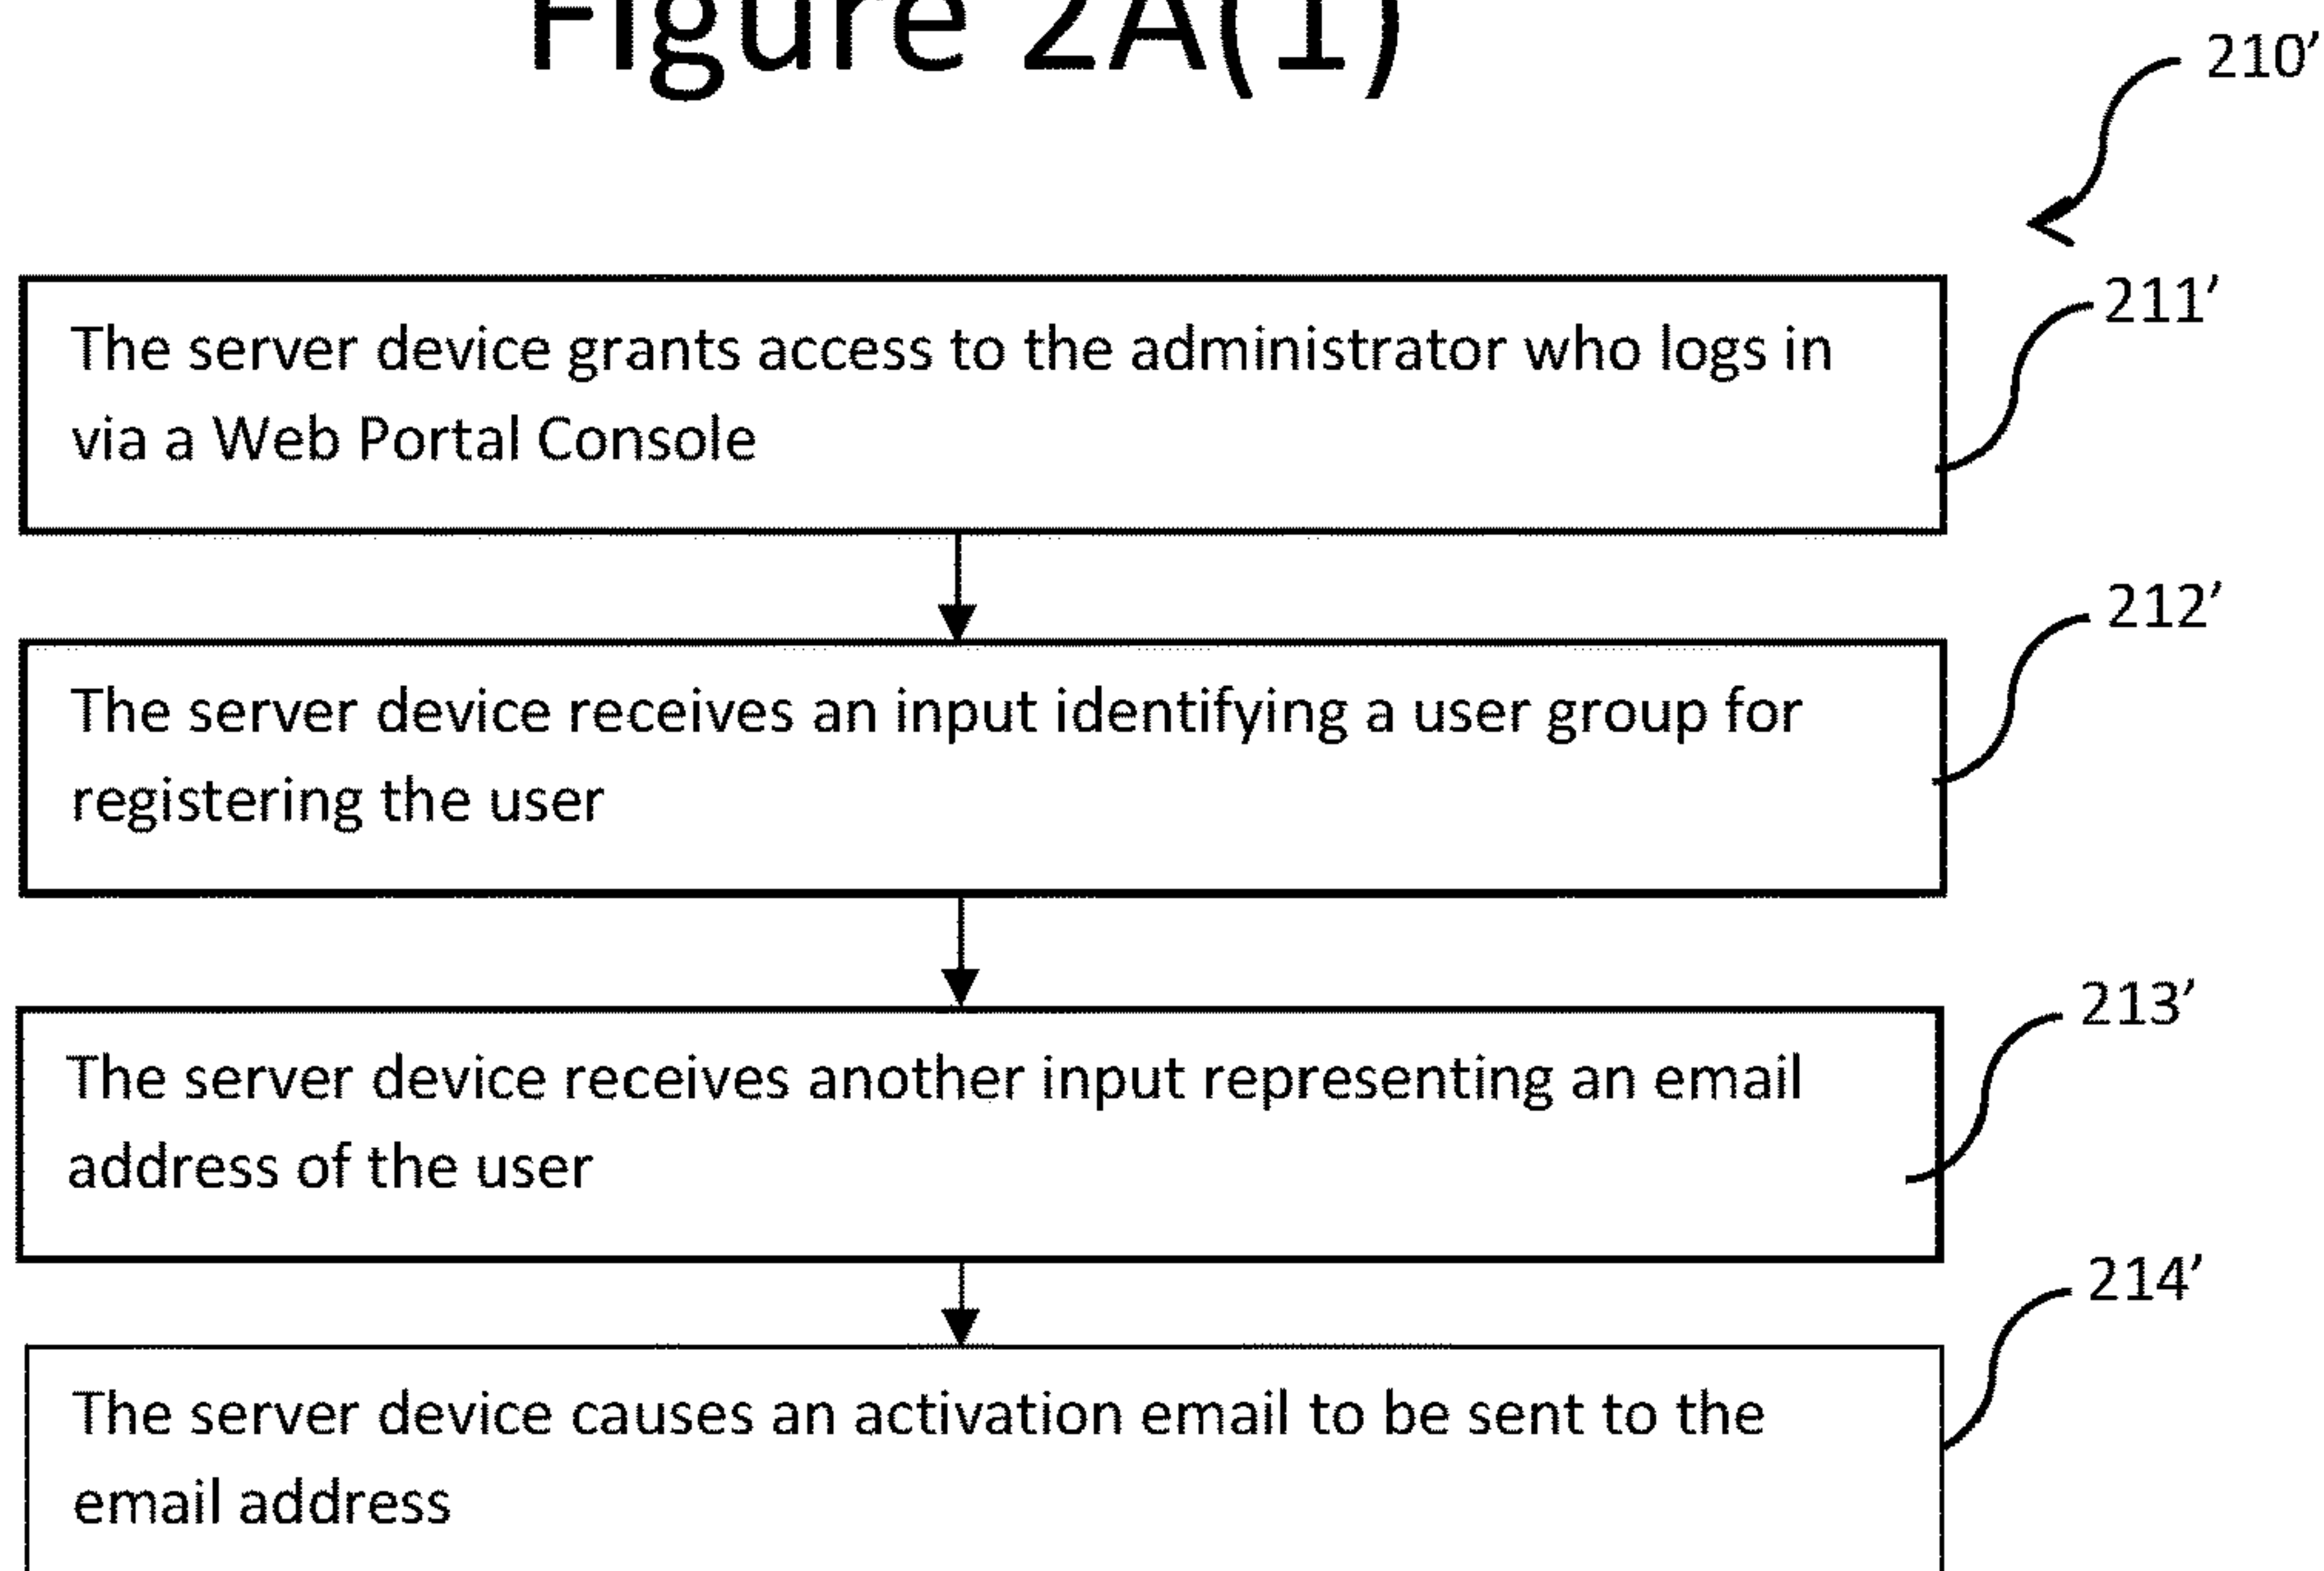 Figure 2A(1)
210’
211’
The server device grants access to the administrator who logs in
via a Web Portal Console
212’
The server device receives an input identifying a user group for
registering the user
213’
The server device receives another input representing an email
address of the user
214’
The server device causes an activation email to be sent to the
email address